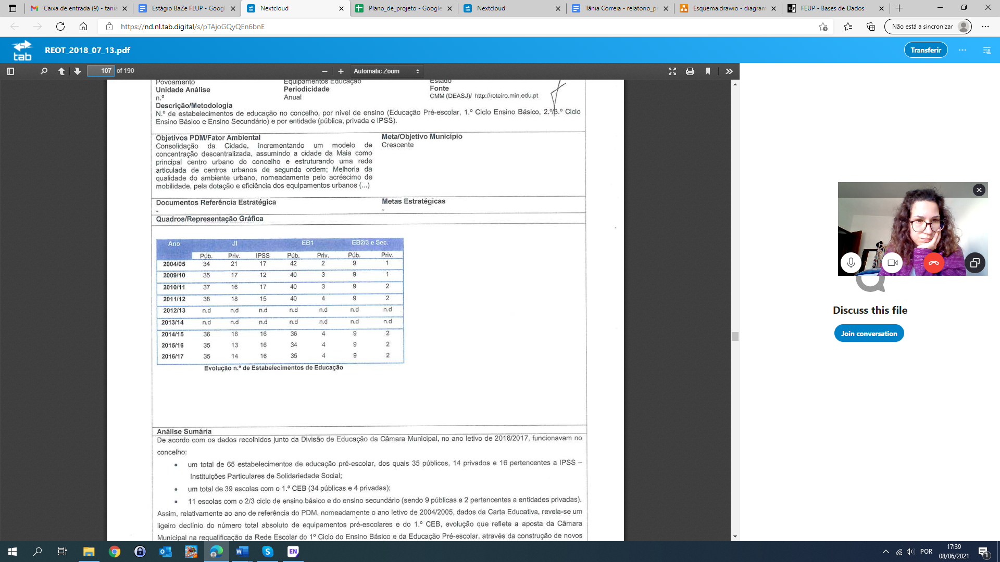 Caixa de entrada (9) - tania
Estágio BaZe FLUP - Googl
Nextcloud
Plano_de_projeto - Google
Nextcloud
Tânia Correia - relatorio_pr
Esquema.drawio - diagram
FEUP - Bases de Dados
https://nd.nl.tab.digital/s/pTAjoGQyQEn6bnE
Não está a sincronizar
tab
REOT_2018_07_13.pdf
Transferir
107 of 190
Automatic Zoom
Povoamento Equipamentos Educação Estado
Unidade Análise Periodicidade Fonte
n.º Anual CMM (DEASJ)/ http://roteiro.min.edu.pt
Descrição/Metodologia
N.º de estabelecimentos de educação no concelho, por nível de ensino (Educação Pré-escolar, 1.º Ciclo Ensino Básico, 2.º/3.º Ciclo
Ensino Básico e Ensino Secundário) e por entidade (pública, privada e IPSS).
Objetivos PDM/Fator Ambiental Meta/Objetivo Município
Consolidação da Cidade, incrementando um modelo de Crescente
concentração descentralizada, assumindo a cidade da Maia como
principal centro urbano do concelho e estruturando uma rede
articulada de centros urbanos de segunda ordem; Melhoria da
qualidade do ambiente urbano, nomeadamente pelo acréscimo de
mobilidade, pela dotação e eficiência dos equipamentos urbanos (...)
Documentos Referência Estratégica Metas Estratégicas
- -
Quadros/Representação Gráfica
Ano JI EB1 EB2/3 e Sec.
Púb. Priv. IPSS Púb. Priv. Púb. Priv.
2004/05 34 21 17 42 2 9 1
2009/10 35 17 12 40 3 9 1
2010/11 37 16 17 40 3 9 2
2011/12 38 18 15 40 4 9 2
2012/13 n.d n.d n.d n.d n.d n.d n.d
2013/14 n.d n.d n.d n.d n.d n.d n.d
2014/15 36 16 16 36 4 9 2
2015/16 35 13 16 34 4 9 2
2016/17 35 14 16 35 4 9 2
Evolução n.º de Estabelecimentos de Educação
Análise Sumária
De acordo com os dados recolhidos junto da Divisão de Educação da Câmara Municipal, no ano letivo de 2016/2017, funcionavam no
concelho:
• um total de 65 estabelecimentos de educação pré-escolar, dos quais 35 públicos, 14 privados e 16 pertencentes a IPSS –
Instituições Particulares de Solidariedade Social;
• um total de 39 escolas com o 1.ª CEB (34 públicas e 4 privadas);
• 11 escolas com o 2/3 ciclo de ensino básico e do ensino secundário (sendo 9 públicas e 2 pertencentes a entidades privadas).
Assim, relativamente ao ano de referência do PDM, nomeadamente o ano letivo de 2004/2005, dados da Carta Educativa, revela-se um
ligeiro declínio do número total absoluto de equipamentos pré-escolares e do 1.º CEB, evolução que reflete a aposta da Câmara
Municipal na requalificação da Rede Escolar do 1º Ciclo do Ensino Básico e da Educação Pré-escolar, através da construção de novos
Discuss this file
Join conversation
EN
POR
17:39
08/06/2021
1